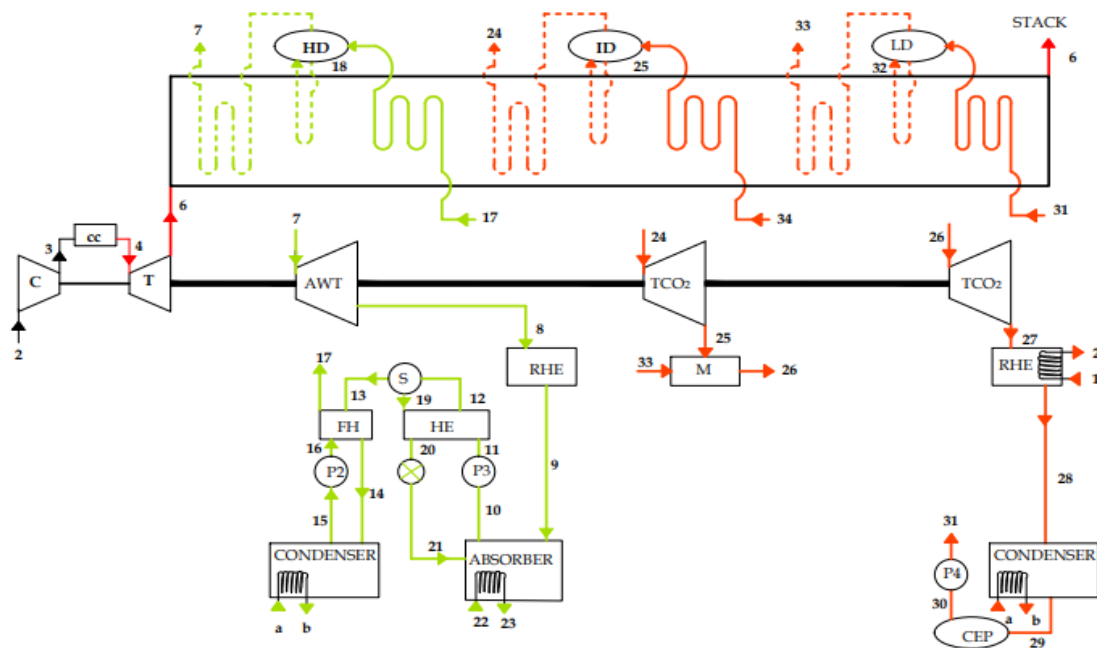 STACK
7
HD
18
24
ID
25
33
LD
32
6
17
34
31
6
3
cc
4
7
24
26
C
T
AWT
TCO2
TCO2
2
8
25
27
17
S
RHE
33
M
26
RHE
2
1
13
19
12
FH
HE
16
20
11
P2
P3
9
14
10
28
15
21
31
CONDENSER
ABSORBER
CONDENSER
P4
30
a
b
22
23
a
b
CEP
29